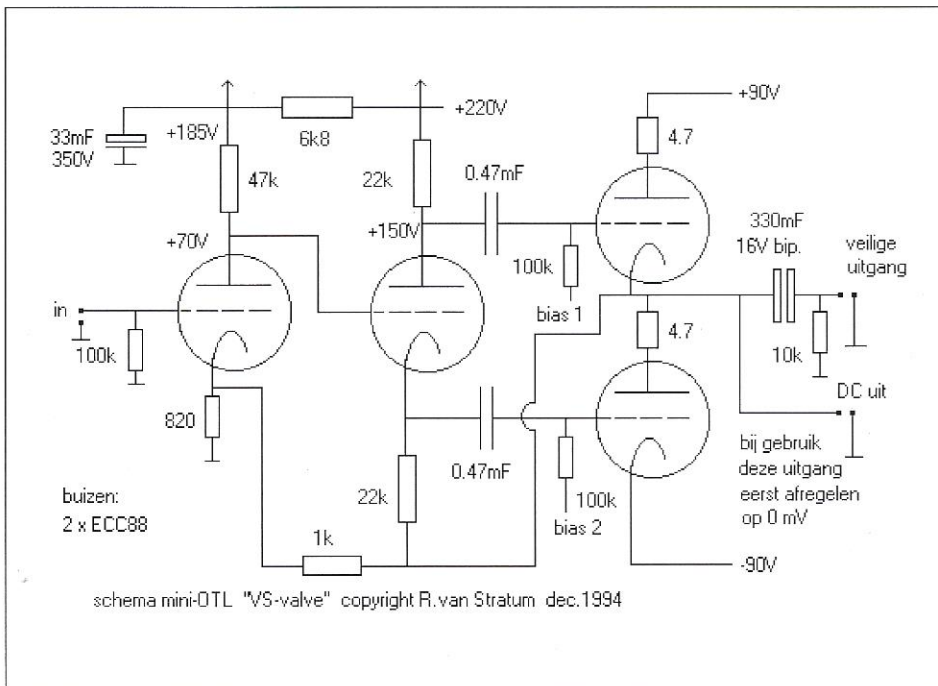 +90V
+220V
33mF
350V
+185V
6k8
4.7
0.47mF
47k
22k
330mF
16V bip.
veilige
uitgang
+70V
+150V
100k
in
bias 1
100k
4.7
10k
DC uit
820
0.47mF
bij gebruik
deze uitgang
eerst afregelen
op 0 mV
buizen:
2 x ECC88
22k
100k
bias 2
1k
-90V
schema mini-OTL "VS-valve" copyright R.van Stratum dec.1994